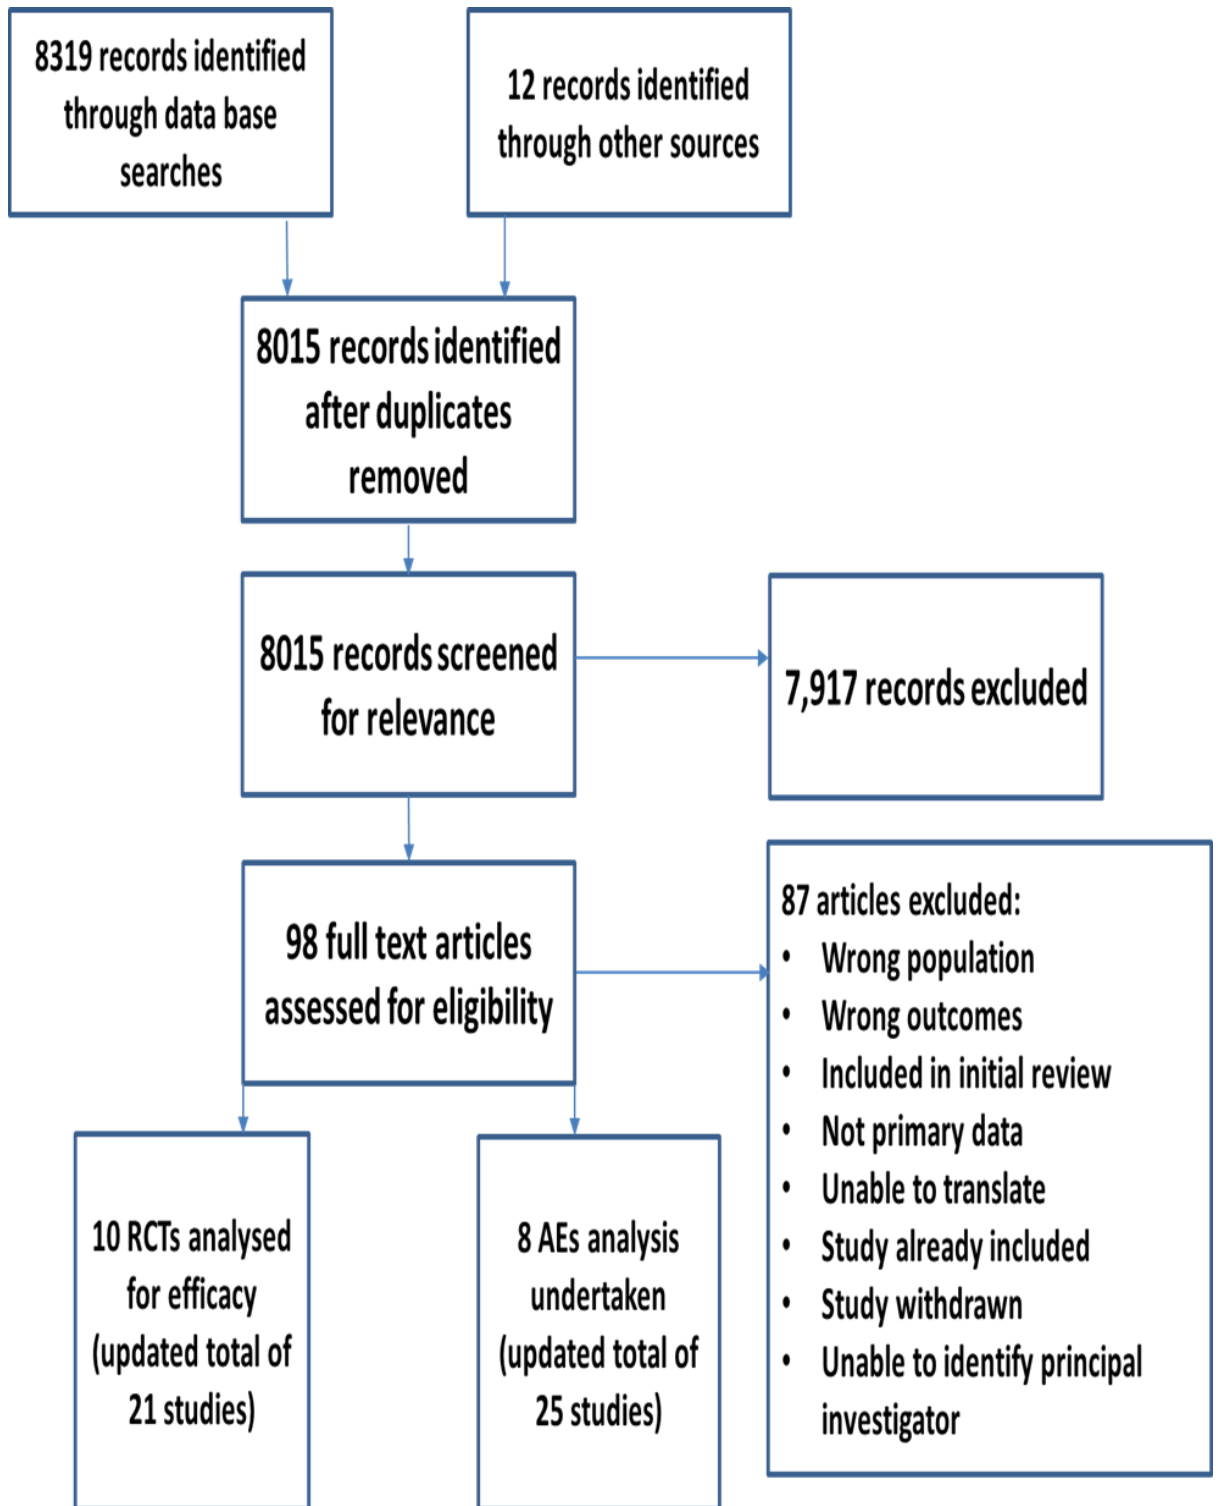 8319 records identified
through data base
searches
12 records identified
through other sources
8015 records identified
after duplicates
removed
8015 records screened
for relevance
7,917 records excluded
98 full text articles
assessed for eligibility
87 articles excluded:
• Wrong population
• Wrong outcomes
• Included in initial review
• Not primary data
• Unable to translate
• Study already included
• Study withdrawn
• Unable to identify principal
investigator
10 RCTs analysed
for efficacy
(updated total of
21 studies)
8 AEs analysis
undertaken
(updated total of
25 studies)